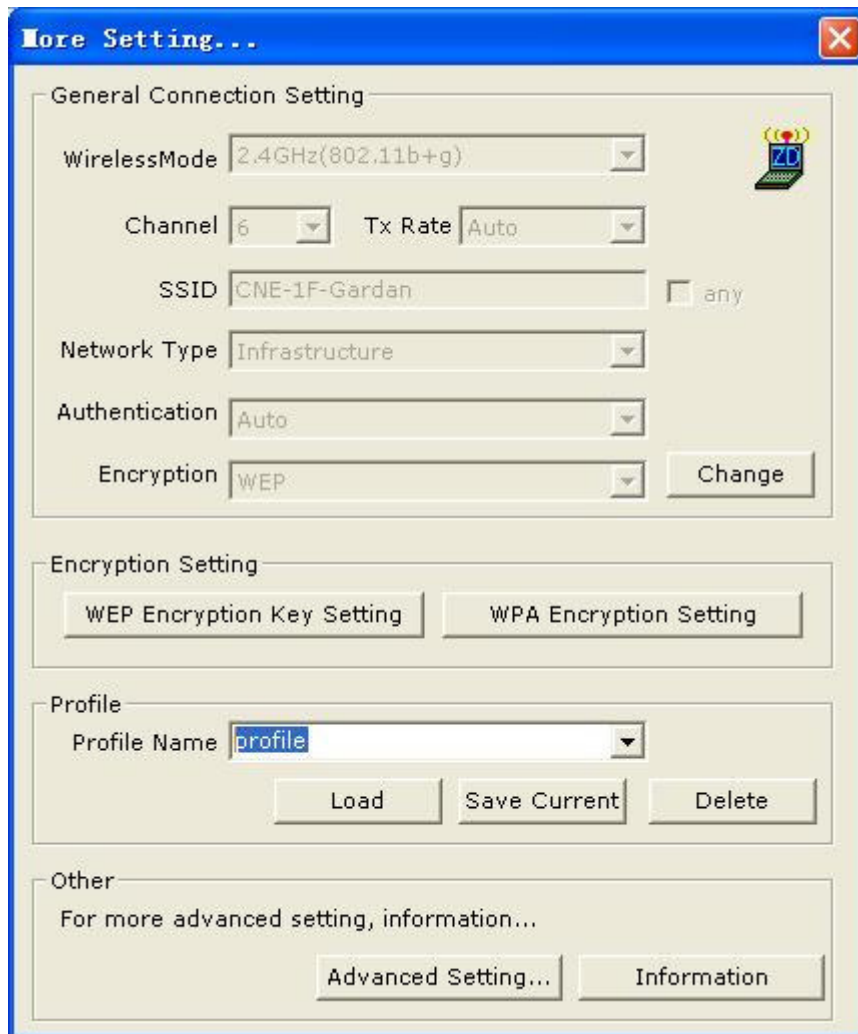 More Setting...
General Connection Setting
WirelessMode 2.4GHz(802.11b+g)
ZD
Channel 6 Tx Rate Auto
SSID CNE-1F-Gardan any
Network Type Infrastructure
Authentication Auto
Encryption WEP Change
Encryption Setting
WEP Encryption Key Setting WPA Encryption Setting
Profile
Profile Name profile
Load Save Current Delete
Other
For more advanced setting, information...
Advanced Setting... Information